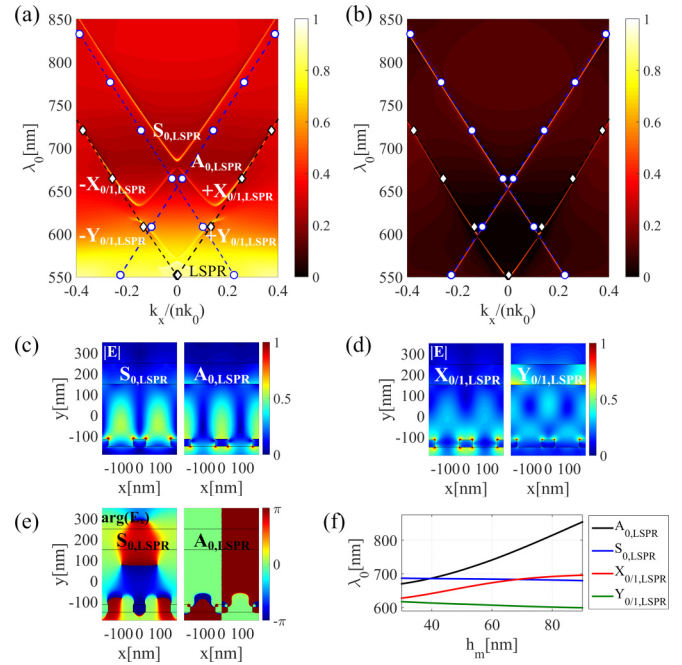 (a)
850
800
750
700
650
600
550
λ0[nm]
S0,LSPR
A0,LSPR
-X0/1,LSPR
+X0/1,LSPR
-Y0/1,LSPR
+Y0/1,LSPR
LSPR
-0.4 -0.2 0 0.2 0.4
kx/(nk0)
1
0.8
0.6
0.4
0.2
0
(b)
850
800
750
700
650
600
550
λ0[nm]
-0.4 -0.2 0 0.2 0.4
kx/(nk0)
1
0.8
0.6
0.4
0.2
0
(c)
|E|
S0,LSPR
A0,LSPR
300
200
100
0
-100
y[nm]
-100 0 100
-100 0 100
x[nm]
x[nm]
1
0.5
0
(d)
|E|
X0/1,LSPR
Y0/1,LSPR
300
200
100
0
-100
y[nm]
-100 0 100
-100 0 100
x[nm]
x[nm]
1
0.5
0
(e)
S0,LSPR
A0,LSPR
300
200
100
0
-100
y[nm]
-100 0 100
-100 0 100
x[nm]
x[nm]
π
-π
(f)
800
700
600
λ0[nm]
40 60 80
hm[nm]
A0,LSPR
S0,LSPR
X0/1,LSPR
Y0/1,LSPR